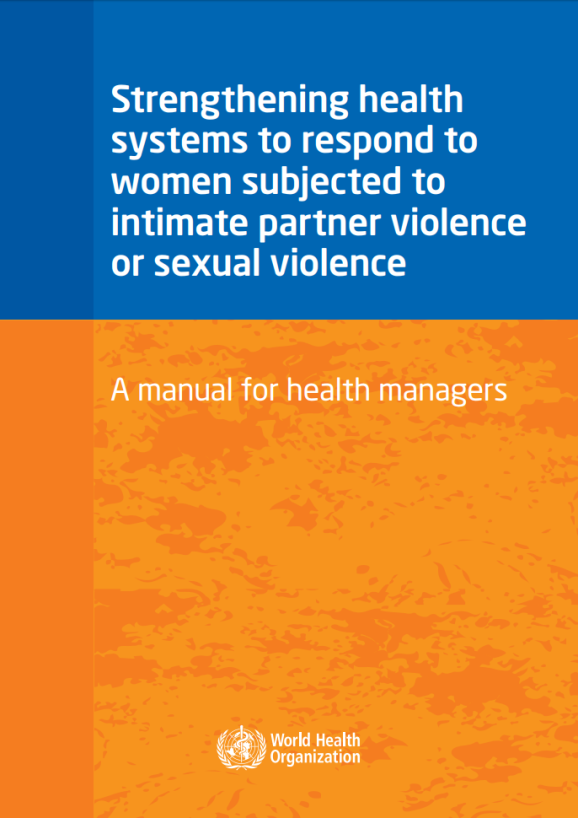 Strengthening health
systems to respond to
women subjected to
intimate partner violence
or sexual violence
A manual for health managers
World Health
Organization